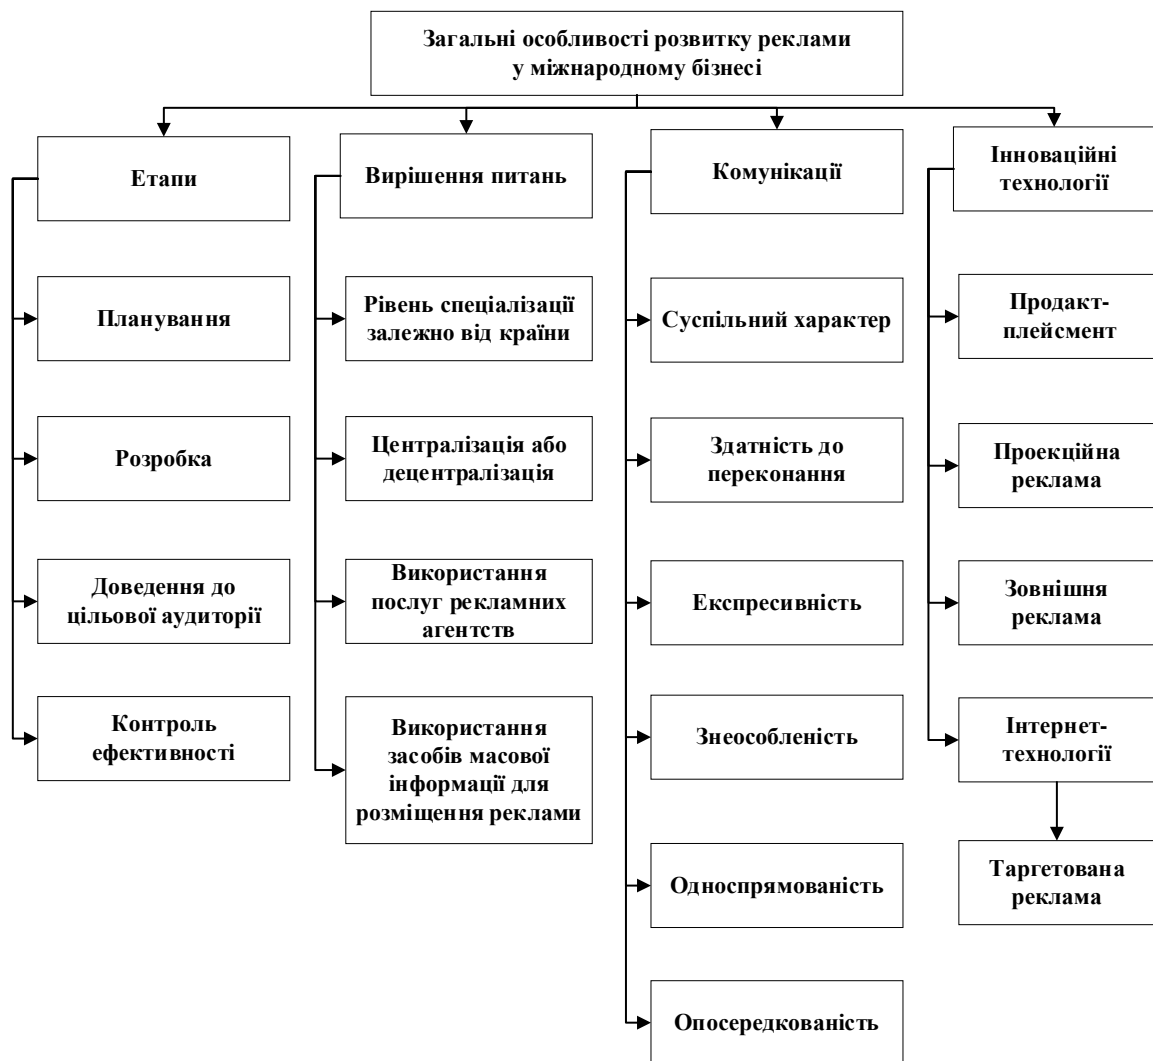 Загальні особливості розвитку реклами
у міжнародному бізнесі
Етапи
Планування
Розробка
Доведення до
цільової аудиторії
Контроль
ефективності
Вирішення питань
Рівень спеціалізації
залежно від країни
Централізація або
децентралізація
Використання
послуг рекламних
агентств
Використання
засобів масової
інформації для
розміщення реклами
Комунікації
Суспільний характер
Здатність до
переконання
Експресивність
Знеособленість
Односпрямованість
Опосередкованість
Інноваційні
технології
Продакт-
плейсмент
Проекційна
реклама
Зовнішня
реклама
Інтернет-
технології
Таргетована
реклама